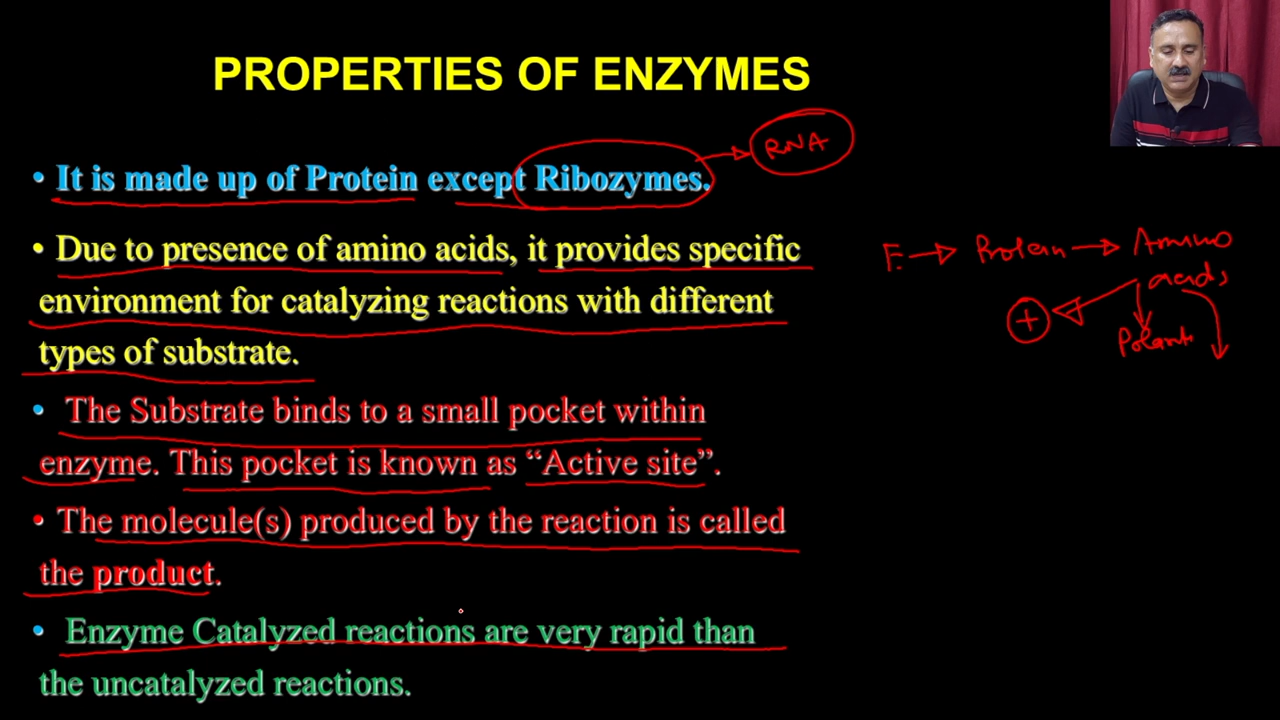 PROPERTIES OF ENZYMES
• It is made up of Protein except Ribozymes.
RNA
• Due to presence of amino acids, it provides specific
environment for catalyzing reactions with different
types of substrate.
E → Protein → Amino
acids
+
• The Substrate binds to a small pocket within
enzyme. This pocket is known as “Active site”.
• The molecule(s) produced by the reaction is called
the product.
• Enzyme Catalyzed reactions are very rapid than
the uncatalyzed reactions.